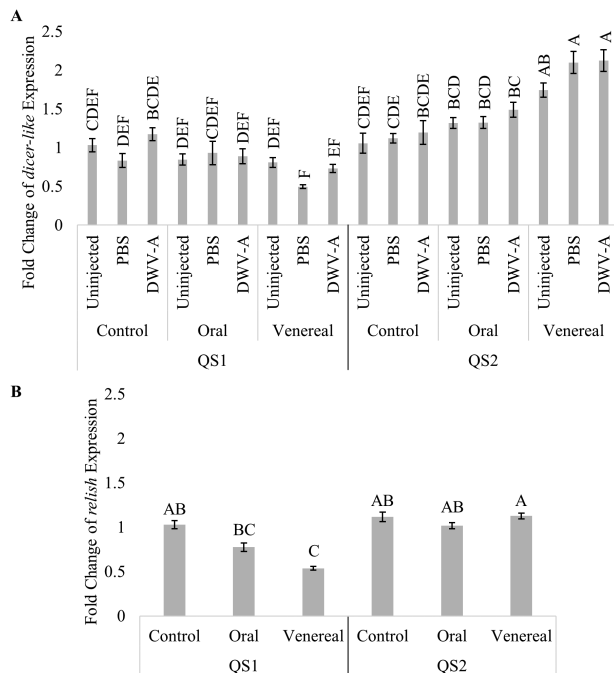 A
Fold Change of dicer-like Expression
2.5
2
1.5
1
0.5
0
CDEF
DEF
BCDE
DEF
CDEF
DEF
DEF
F
EF
CDEF
CDE
BCDE
BCD
BCD
BC
AB
A
A
Uninjected
PBS
DWV-A
Uninjected
PBS
DWV-A
Uninjected
PBS
DWV-A
Uninjected
PBS
DWV-A
Uninjected
PBS
DWV-A
Uninjected
PBS
DWV-A
Control Oral Venereal Control Oral Venereal
QS1 QS2
B
Fold Change of relish Expression
2.5
2
1.5
1
0.5
0
AB BC C AB AB A
Control Oral Venereal Control Oral Venereal
QS1 QS2